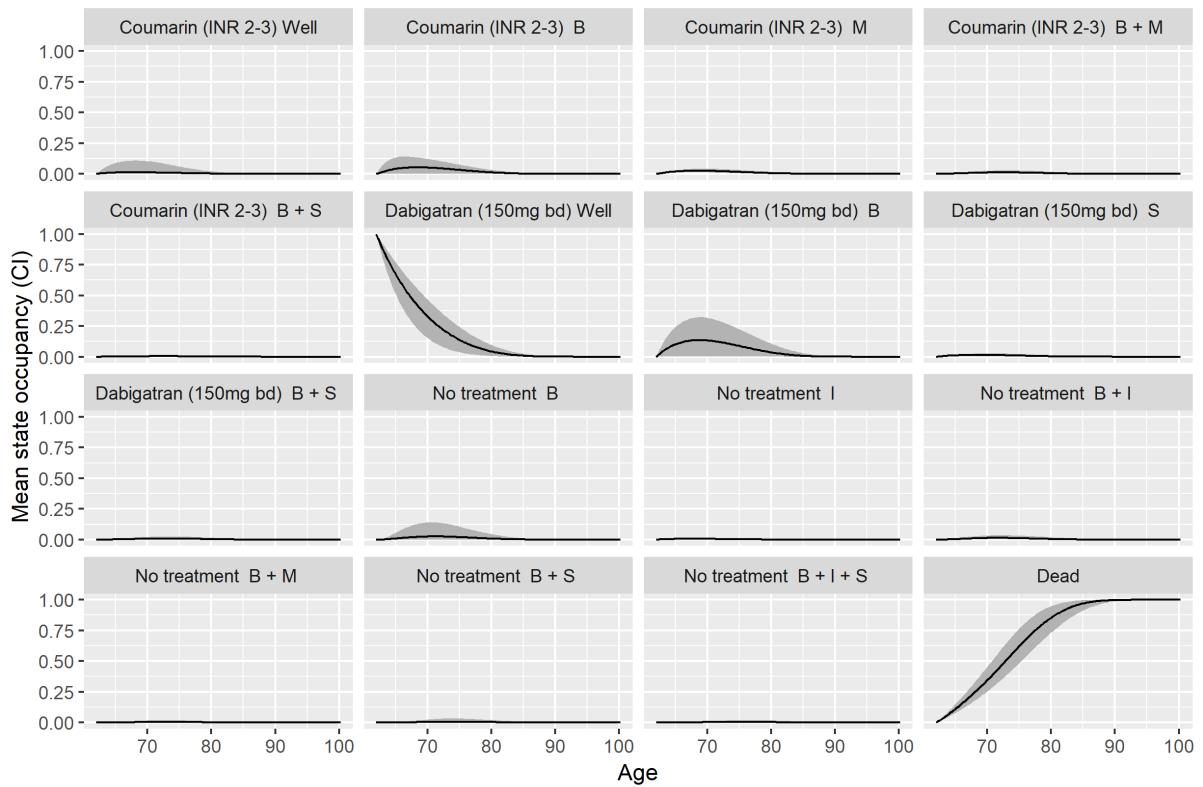 Coumarin (INR 2-3) Well
Coumarin (INR 2-3)  B
Coumarin (INR 2-3)  M
Coumarin (INR 2-3)  B + M
1.00
0.75
0.50
0.25
0.00
Coumarin (INR 2-3)  B + S
Dabigatran (150mg bd) Well
Dabigatran (150mg bd)  B
Dabigatran (150mg bd)  S
1.00
0.75
0.50
0.25
0.00
Dabigatran (150mg bd)  B + S
No treatment  B
No treatment  I
No treatment  B + I
1.00
0.75
0.50
0.25
0.00
No treatment  B + M
No treatment  B + S
No treatment  B + I + S
Dead
1.00
0.75
0.50
0.25
0.00
70 80 90 100
70 80 90 100
70 80 90 100
70 80 90 100
Mean state occupancy (CI)
Age